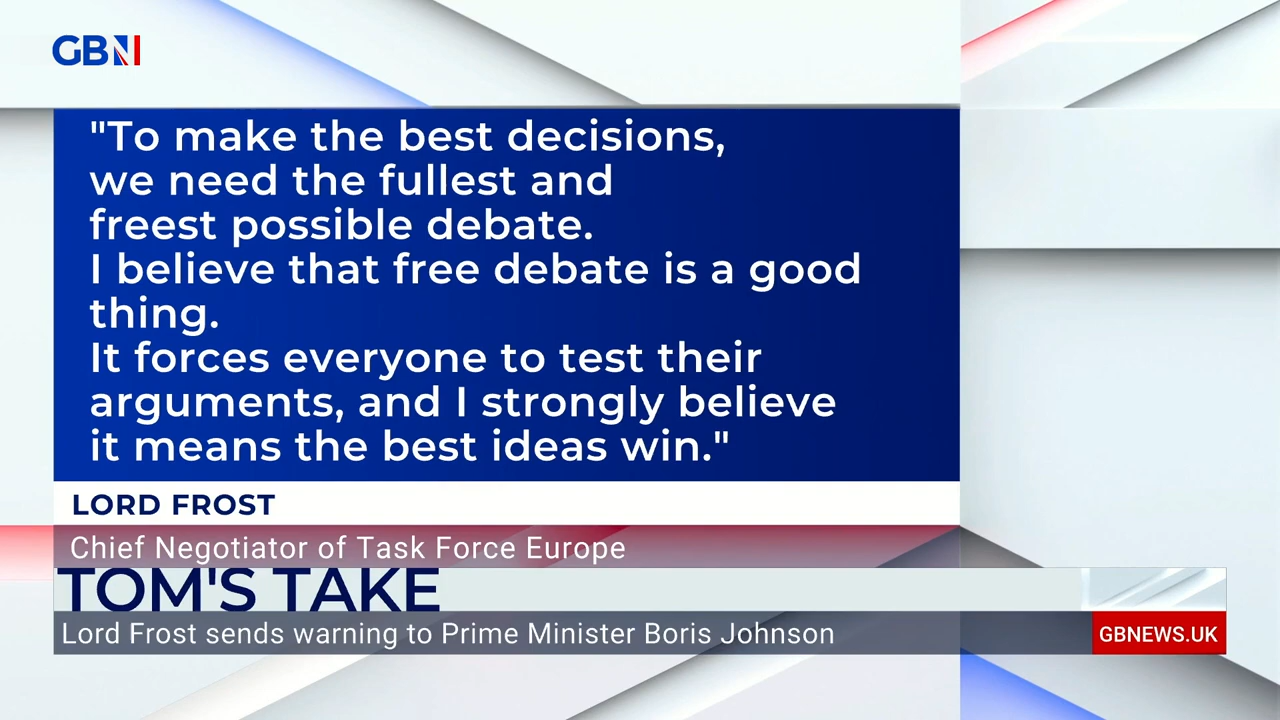 GBN
"To make the best decisions,
we need the fullest and
freest possible debate.
I believe that free debate is a good
thing.
It forces everyone to test their
arguments, and I strongly believe
it means the best ideas win."
LORD FROST
Chief Negotiator of Task Force Europe
TOM'S TAKE
Lord Frost sends warning to Prime Minister Boris Johnson
GBNEWS.UK